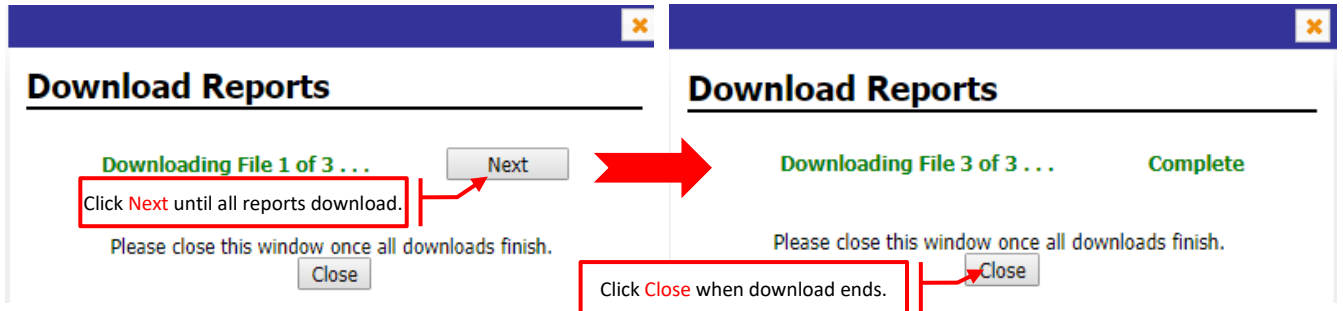 Download Reports
Downloading File 1 of 3 . . . Next
Click Next until all reports download.
Please close this window once all downloads finish.
Close
Download Reports
Downloading File 3 of 3 . . . Complete
Please close this window once all downloads finish.
Close
Click Close when download ends.